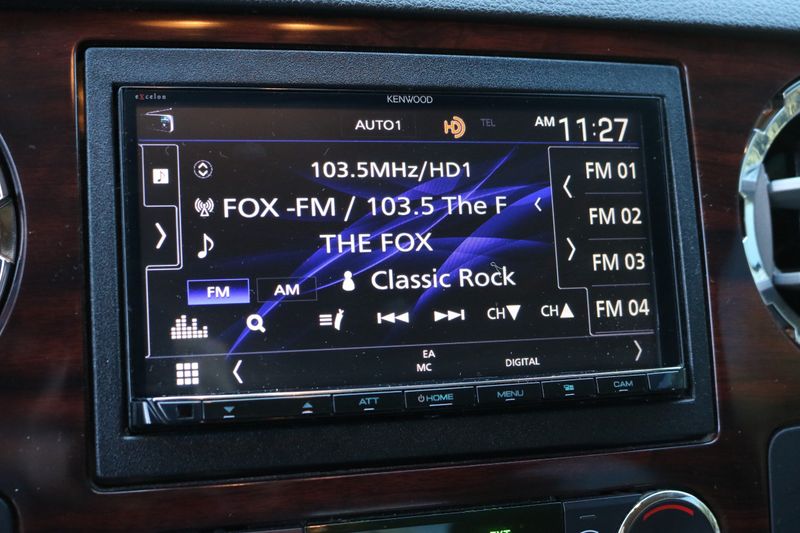 eXcelon
KENWOOD
AUTO1
HD
TEL
AM 11:27
103.5MHz/HD1
FOX -FM / 103.5 The F
THE FOX
Classic Rock
FM
AM
CH▼
CH▲
FM 01
FM 02
FM 03
FM 04
EA
MC
DIGITAL
ATT
HOME
MENU
CAM
EXT